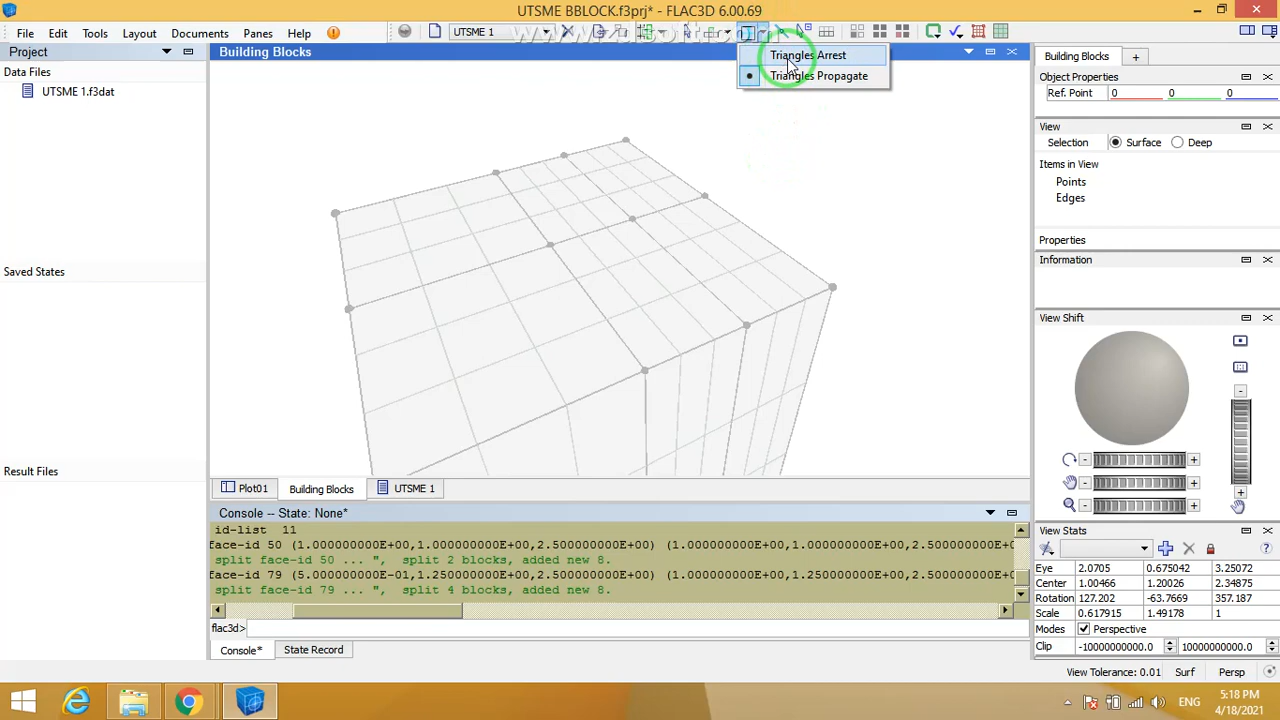 UTSME BBLOCK.f3prj* - FLAC3D 6.00.69
File Edit Tools Layout Documents Panes Help
UTSME 1
Project
Building Blocks
Triangles Arrest
Triangles Propagate
Building Blocks +
Data Files
UTSME 1.f3dat
Object Properties
Ref. Point 0 0 0
View
Selection Surface Deep
Items in View
Points
Edges
Properties
Information
Saved States
View Shift
Result Files
Plot01 Building Blocks UTSME 1
Console -- State: None*
id-list 11
face-id 50 (1.000000000E+00,1.000000000E+00,2.500000000E+00) (1.000000000E+00,1.000000000E+00,2.500000000E+0
split face-id 50 ... ", split 2 blocks, added new 8.
face-id 79 (5.000000000E-01,1.250000000E+00,2.500000000E+00) (1.000000000E+00,1.250000000E+00,2.500000000E+0
split face-id 79 ... ", split 4 blocks, added new 8.
flac3d>
Console* State Record
View Stats
Eye 2.0705 0.675042 3.25072
Center 1.00466 1.20026 2.34875
Rotation 127.202 -63.7669 357.187
Scale 0.617915 1.49178 1
Modes Perspective
Clip -10000000000.0 10000000000.0
View Tolerance: 0.01 Surf Persp
ENG
5:18 PM
4/18/2021